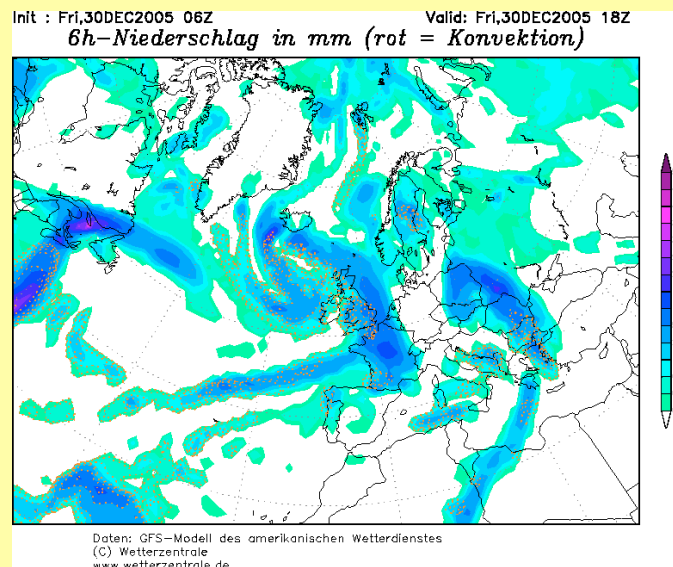 Init : Fri,30DEC2005 06Z Valid: Fri,30DEC2005 18Z
6h-Niederschlag in mm (rot = Konvektion)
Daten: GFS-Modell des amerikanischen Wetterdienstes
(C) Wetterzentrale
www.wetterzentrale.de